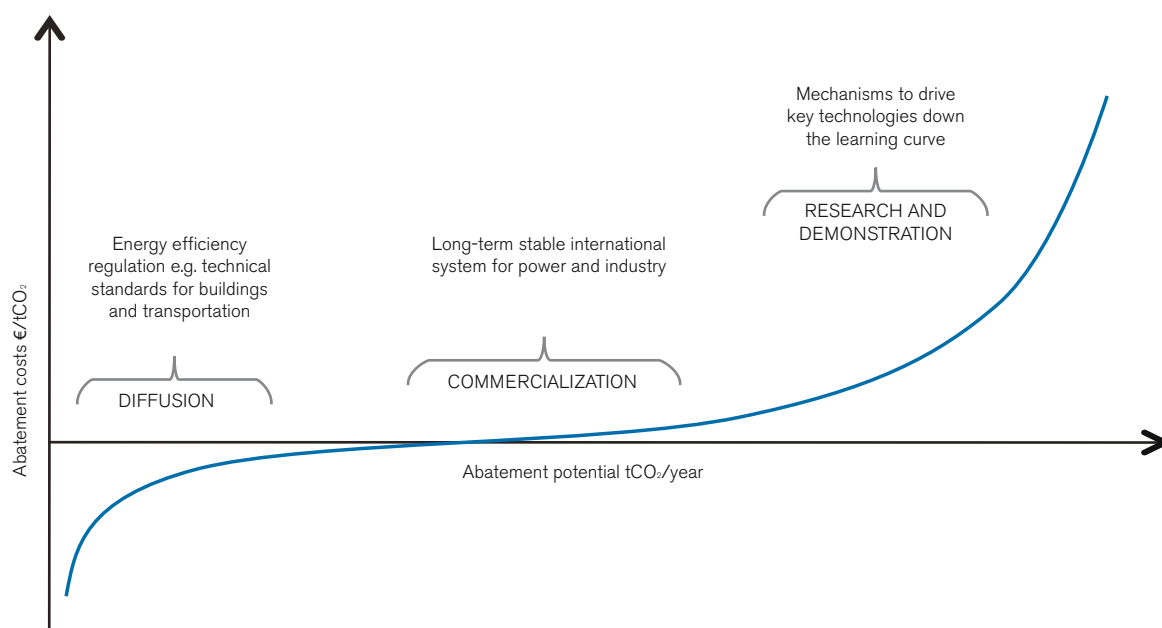 Mechanisms to drive
key technologies down
the learning curve
RESEARCH AND
DEMONSTRATION
Energy efficiency
regulation e.g. technical
standards for buildings
and transportation
DIFFUSION
Long-term stable international
system for power and industry
COMMERCIALIZATION
Abatement costs €/tCO₂
Abatement potential tCO₂/year